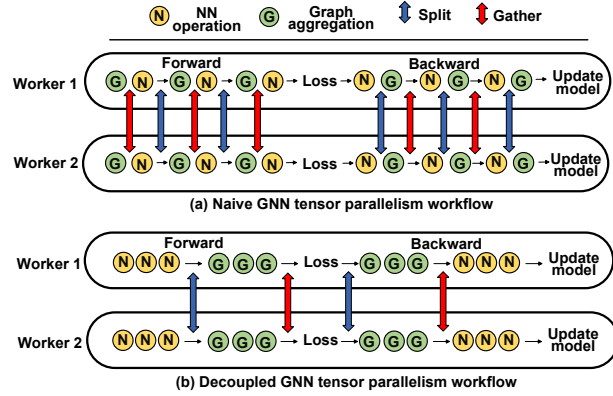 N NN operation G Graph aggregation Split Gather
Forward Backward
Worker 1 G N → G N → G N → Loss → N G → N G → N G → Update model
Worker 2 G N → G N → G N → Loss → N G → N G → N G → Update model
(a) Naive GNN tensor parallelism workflow
Forward Backward
Worker 1 N N N → G G G → Loss → G G G → N N N → Update model
Worker 2 N N N → G G G → Loss → G G G → N N N → Update model
(b) Decoupled GNN tensor parallelism workflow